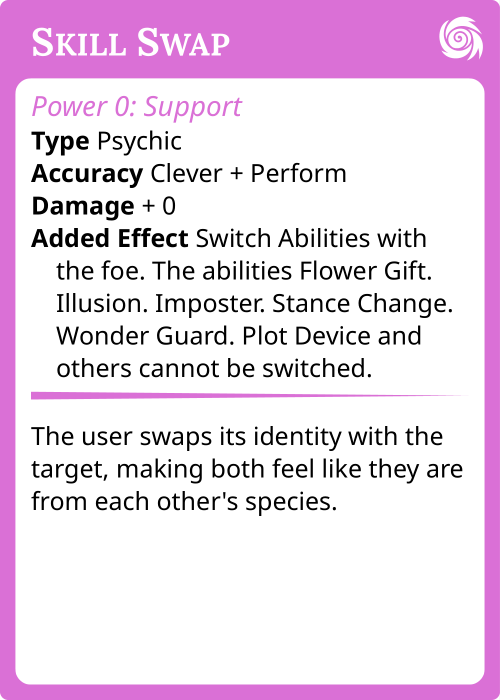 Skill Swap
Power 0: Support
Type Psychic
Accuracy Clever + Perform
Damage + 0
Added Effect Switch Abilities with
the foe. The abilities Flower Gift.
Illusion. Imposter. Stance Change.
Wonder Guard. Plot Device and
others cannot be switched.
The user swaps its identity with the
target, making both feel like they are
from each other's species.